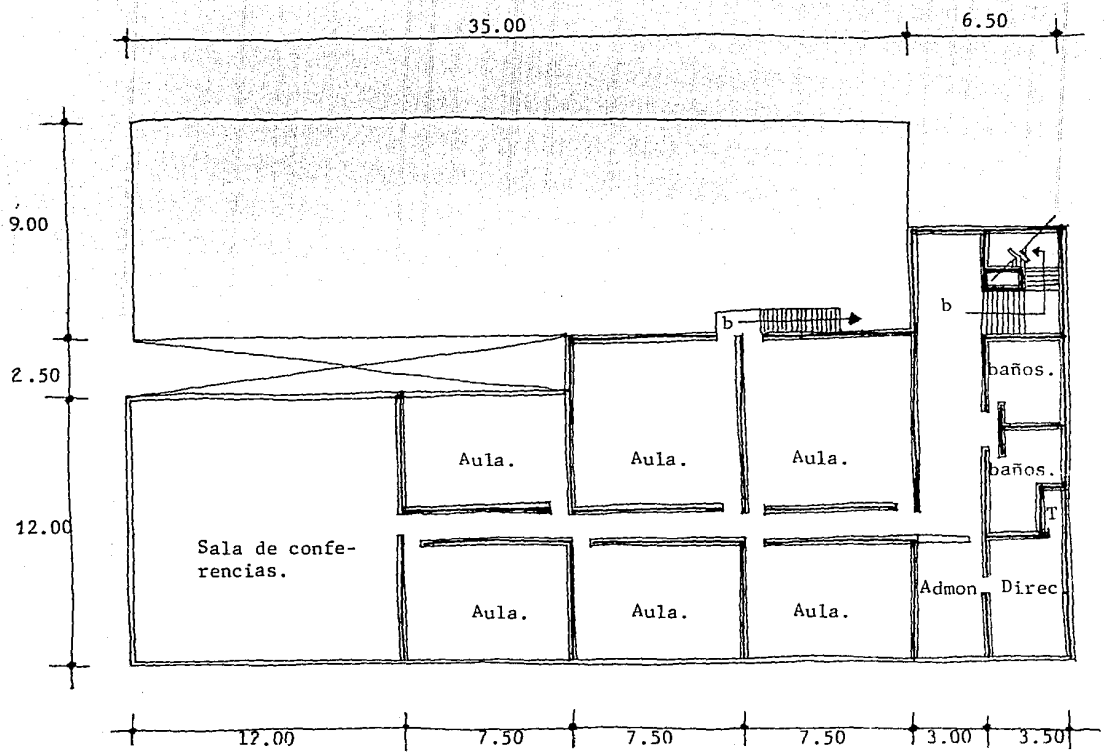 35.00
6.50
9.00
b
b
2.50
baños.
Aula.
Aula.
Aula.
baños.
T
12.00
Sala de confe-
rencias.
Aula.
Aula.
Aula.
Admon
Direc.
12.00
7.50
7.50
7.50
3.00
3.50